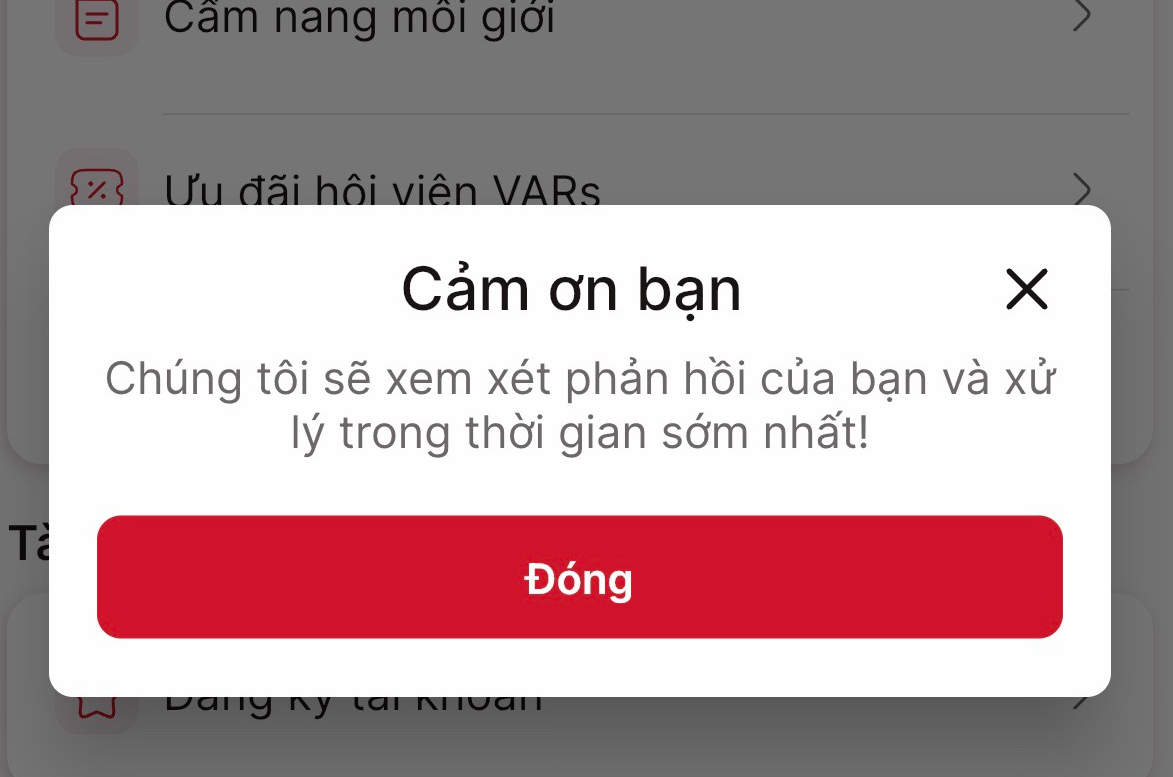 Cẩm nang môi giới
Ưu đãi hội viên VARs
Cảm ơn bạn
Chúng tôi sẽ xem xét phản hồi của bạn và xử
lý trong thời gian sớm nhất!
Đóng
Đăng ký tài khoản